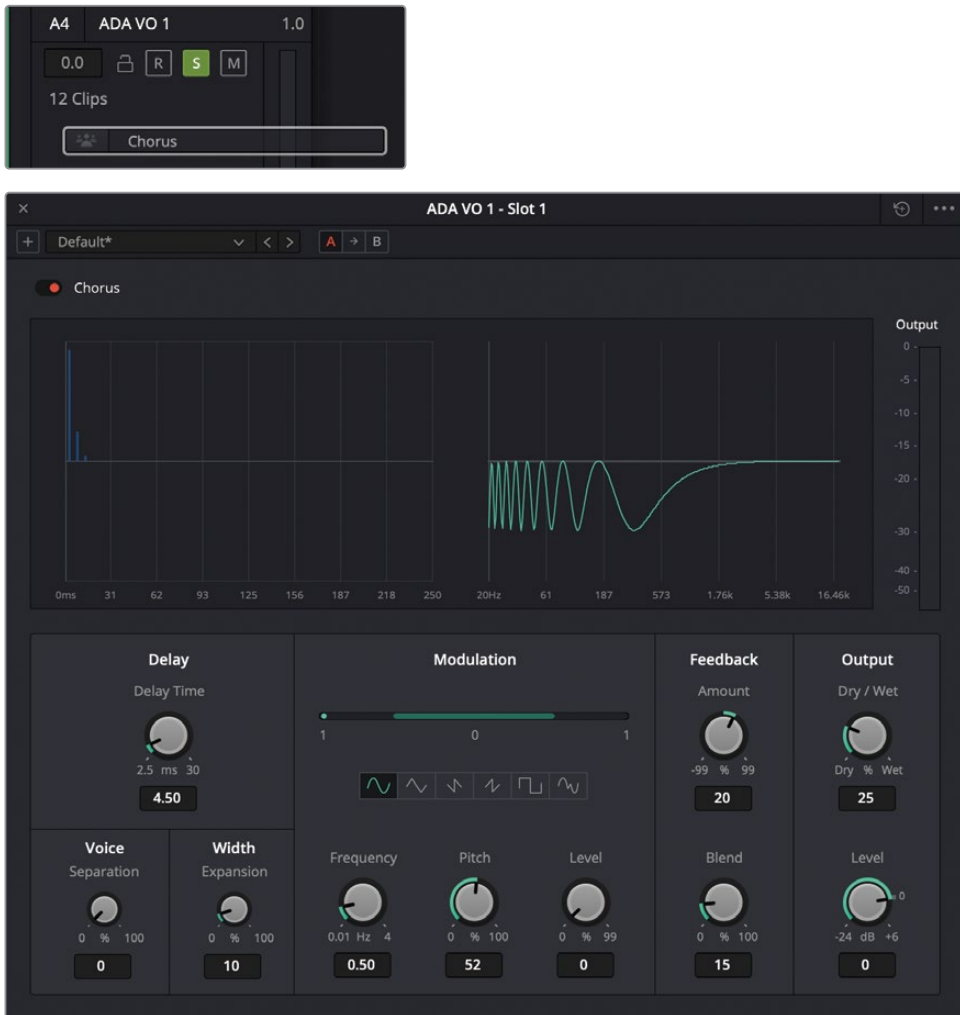 A4 ADA VO 1 1.0
0.0 R S M
12 Clips
Chorus
ADA VO 1 - Slot 1
Default* A B
Chorus
Output
0 -
-5 -
-10 -
-15 -
-20 -
-30 -
-40 -
-50 -
0ms 31 62 93 125 156 187 218 250 20Hz 61 187 573 1.76k 5.38k 16.46k
Delay Modulation Feedback Output
Delay Time Amount Dry / Wet
1 0 1
2.5 ms 30 -99 % 99 Dry % Wet
4.50 20 25
Voice Width
Separation Expansion Frequency Pitch Level Blend Level
0
0 % 100 0 % 100 0.01 Hz 4 0 % 100 0 % 99 0 % 100 -24 dB +6
0 10 0.50 52 0 15 0